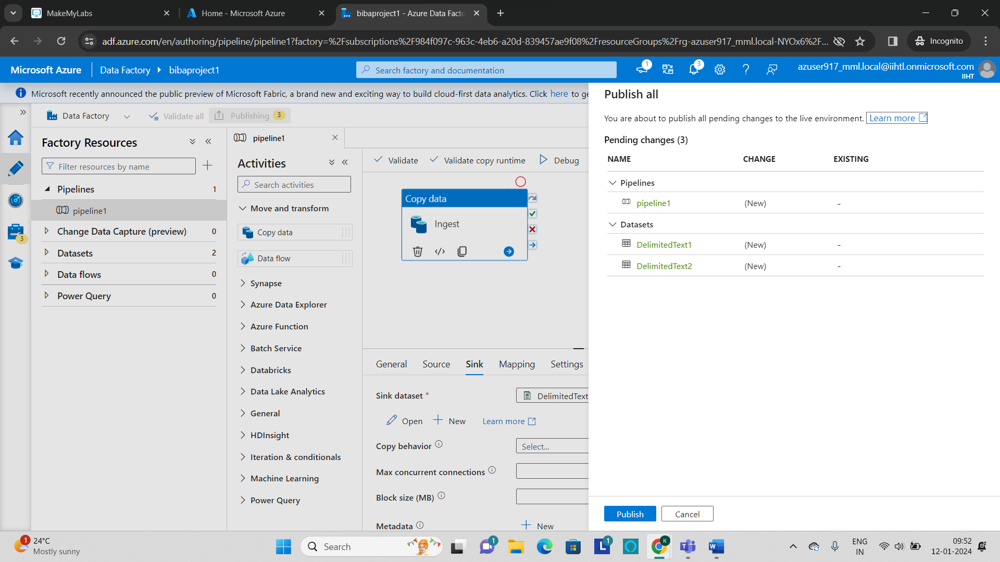 MakeMyLabs
Home - Microsoft Azure
bibaproject1 - Azure Data Facto
adf.azure.com/en/authoring/pipeline/pipeline1?factory=%2Fsubscriptions%2F984f097c-963c-4eb6-a20d-839457ae9f08%2FresourceGroups%2Frg-azuser917_mml.local-NYOx6%2F...
Incognito
Microsoft Azure
Data Factory
bibaproject1
Search factory and documentation
1
3
azuser917_mml.local@iihtl.onmicrosoft.com
IIHT
Microsoft recently announced the public preview of Microsoft Fabric, a brand new and exciting way to build cloud-first data analytics. Click here to ge
Data Factory
Validate all
Publishing 3
Factory Resources
Filter resources by name
Pipelines 1
pipeline1
Change Data Capture (preview) 0
3
Datasets 2
Data flows 0
Power Query 0
pipeline1
Activities
Search activities
Move and transform
Copy data
Data flow
Synapse
Azure Data Explorer
Azure Function
Batch Service
Databricks
Data Lake Analytics
General
HDInsight
Iteration & conditionals
Machine Learning
Power Query
Validate
Validate copy runtime
Debug
Copy data
Ingest
General
Source
Sink
Mapping
Settings
Sink dataset *
DelimitedText
Open
New
Learn more
Copy behavior
Select...
Max concurrent connections
Block size (MB)
Metadata
New
Publish all
You are about to publish all pending changes to the live environment. Learn more
Pending changes (3)
NAME CHANGE EXISTING
Pipelines
pipeline1 (New) -
Datasets
DelimitedText1 (New) -
DelimitedText2 (New) -
Publish
Cancel
1
24°C
Mostly sunny
Search
1
L
1
K
T
W
ENG
IN
09:52
12-01-2024